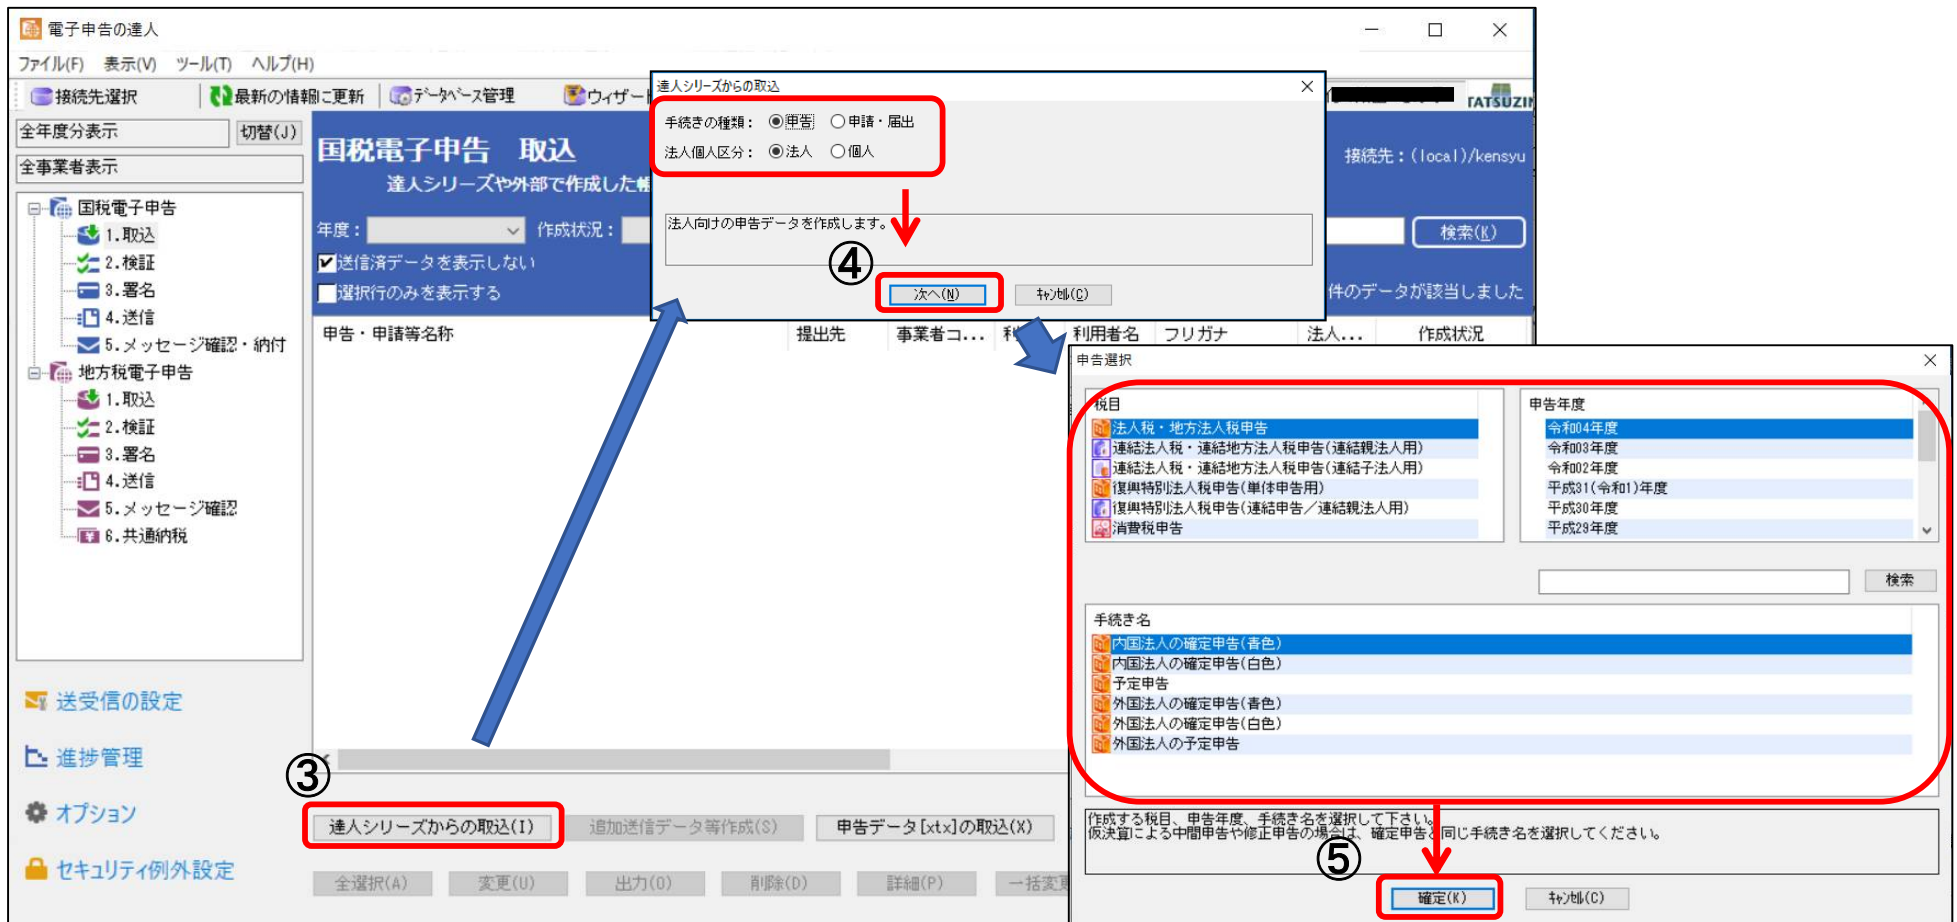 電子申告の達人
ファイル(F) 表示(V) ツール(T) ヘルプ(H)
接続先選択 最新の情報に更新 データベース管理 ウィザード
TATSUZIN
全年度分表示 切替(J)
全事業者表示
国税電子申告
1.取込
2.検証
3.署名
4.送信
5.メッセージ確認・納付
地方税電子申告
1.取込
2.検証
3.署名
4.送信
5.メッセージ確認
6.共通納税
送受信の設定
進捗管理
オプション
セキュリティ例外設定
国税電子申告 取込
接続先：(local)/kensyu
達人シリーズや外部で作成した帳
年度： 作成状況： 検索(K)
送信済データを表示しない
選択行のみを表示する 件のデータが該当しました
申告・申請等名称 提出先 事業者コ... 利 利用者名 フリガナ 法人... 作成状況
③
達人シリーズからの取込(I) 追加送信データ等作成(S) 申告データ[xtx]の取込(X)
全選択(A) 変更(U) 出力(O) 削除(D) 詳細(P) 一括変更
達人シリーズからの取込
手続きの種類： 申告 申請・届出
法人個人区分： 法人 個人
法人向けの申告データを作成します。
④
次へ(N) ｷｬﾝｾﾙ(C)
申告選択
税目
法人税・地方法人税申告
連結法人税・連結地方法人税申告(連結親法人用)
連結法人税・連結地方法人税申告(連結子法人用)
復興特別法人税申告(単体申告用)
復興特別法人税申告(連結申告／連結親法人用)
消費税申告
申告年度
令和04年度
令和03年度
令和02年度
平成31(令和1)年度
平成30年度
平成29年度
検索
手続き名
内国法人の確定申告(青色)
内国法人の確定申告(白色)
予定申告
外国法人の確定申告(青色)
外国法人の確定申告(白色)
外国法人の予定申告
作成する税目、申告年度、手続き名を選択して下さい。
仮決算による中間申告や修正申告の場合は、確定申告と同じ手続き名を選択してください。
⑤
確定(K) ｷｬﾝｾﾙ(C)